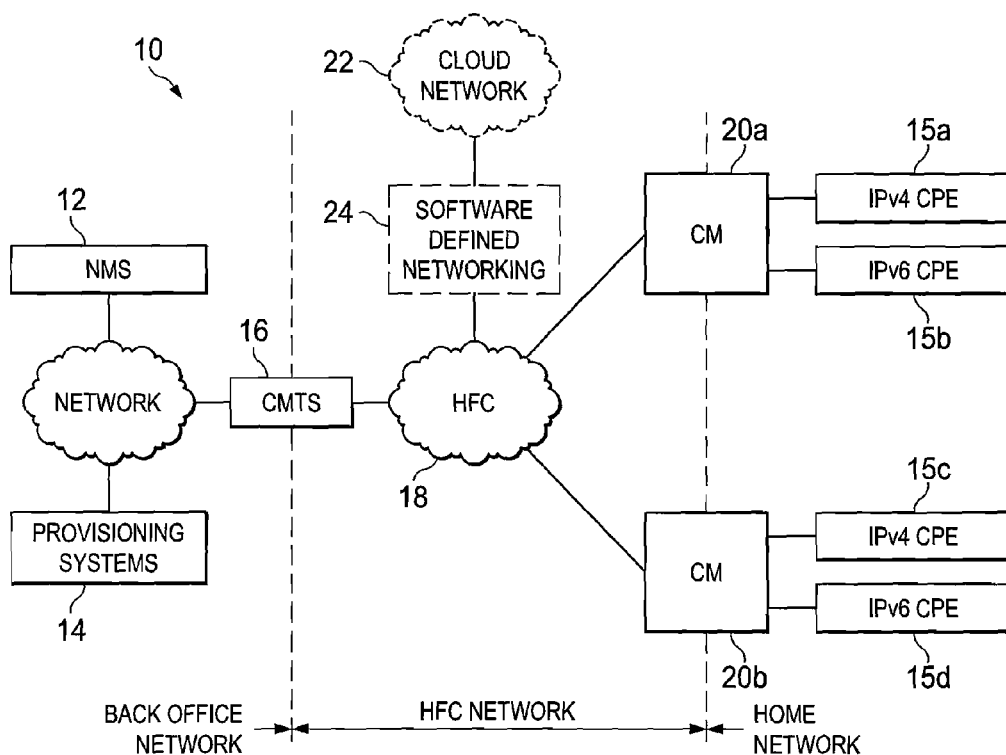 10
22
CLOUD
NETWORK
24
SOFTWARE
DEFINED
NETWORKING
12
NMS
NETWORK
PROVISIONING
SYSTEMS
14
16
CMTS
HFC
18
20a
CM
15a
IPv4 CPE
IPv6 CPE
15b
CM
20b
15c
IPv4 CPE
IPv6 CPE
15d
BACK OFFICE
NETWORK
HFC NETWORK
HOME
NETWORK